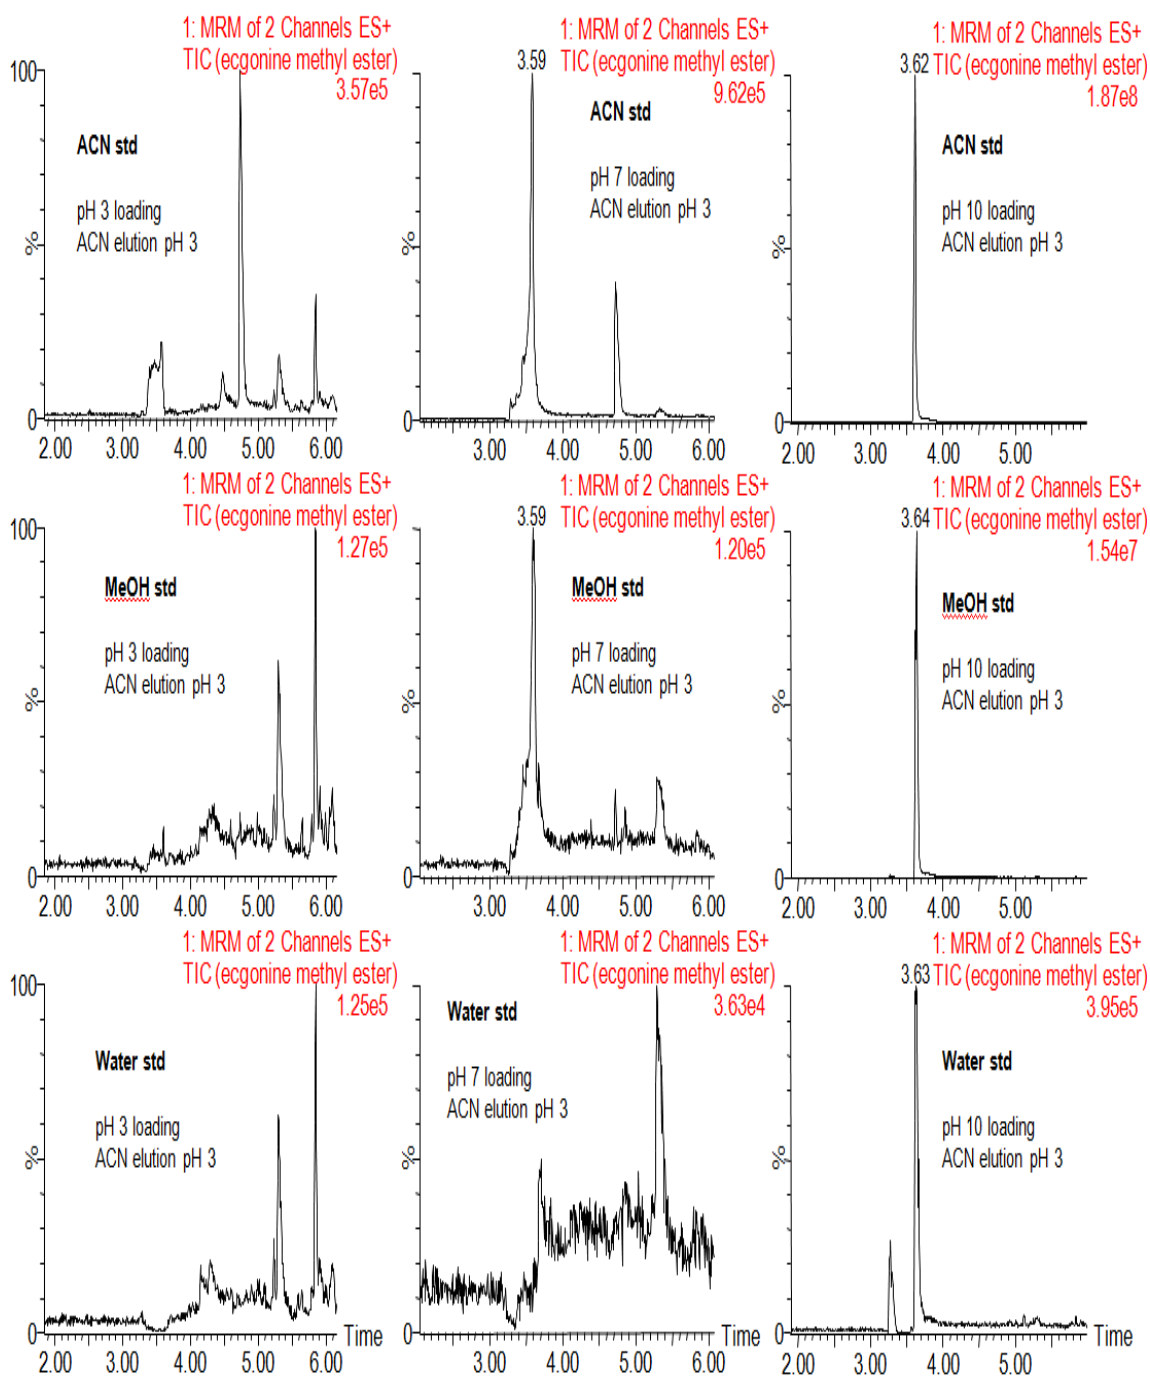 1: MRM of 2 Channels ES+
TIC (ecgonine methyl ester)
3.57e5
100
%
0
ACN std
pH 3 loading
ACN elution pH 3
2.00 3.00 4.00 5.00 6.00
1: MRM of 2 Channels ES+
3.59 TIC (ecgonine methyl ester)
9.62e5
ACN std
pH 7 loading
ACN elution pH 3
%
0
3.00 4.00 5.00 6.00
1: MRM of 2 Channels ES+
3.62 TIC (ecgonine methyl ester)
1.87e8
ACN std
pH 10 loading
ACN elution pH 3
%
0
2.00 3.00 4.00 5.00
1: MRM of 2 Channels ES+
TIC (ecgonine methyl ester)
1.27e5
100
MeOH std
pH 3 loading
ACN elution pH 3
%
0
2.00 3.00 4.00 5.00 6.00
1: MRM of 2 Channels ES+
3.59 TIC (ecgonine methyl ester)
1.20e5
MeOH std
pH 7 loading
ACN elution pH 3
%
0
3.00 4.00 5.00 6.00
1: MRM of 2 Channels ES+
3.64 TIC (ecgonine methyl ester)
1.54e7
MeOH std
pH 10 loading
ACN elution pH 3
%
0
2.00 3.00 4.00 5.00
1: MRM of 2 Channels ES+
TIC (ecgonine methyl ester)
1.25e5
100
Water std
pH 3 loading
ACN elution pH 3
%
0
Time
2.00 3.00 4.00 5.00 6.00
1: MRM of 2 Channels ES+
TIC (ecgonine methyl ester)
3.63e4
Water std
pH 7 loading
ACN elution pH 3
%
0
Time
3.00 4.00 5.00 6.00
1: MRM of 2 Channels ES+
3.63 TIC (ecgonine methyl ester)
3.95e5
Water std
pH 10 loading
ACN elution pH 3
%
0
Time
2.00 3.00 4.00 5.00